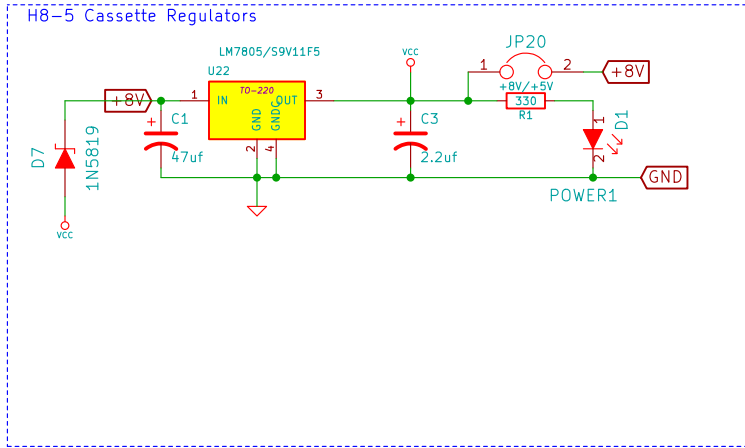 H8-5 Cassette Regulators
LM7805/S9V11F5
U22
TO-220
IN
OUT
GND
GNDC
1
3
2
4
+8V
C1
47uf
D7
1N5819
VCC
VCC
C3
2.2uf
JP20
1
2
+8V/+5V
+8V
330
R1
1
D1
2
POWER1
GND